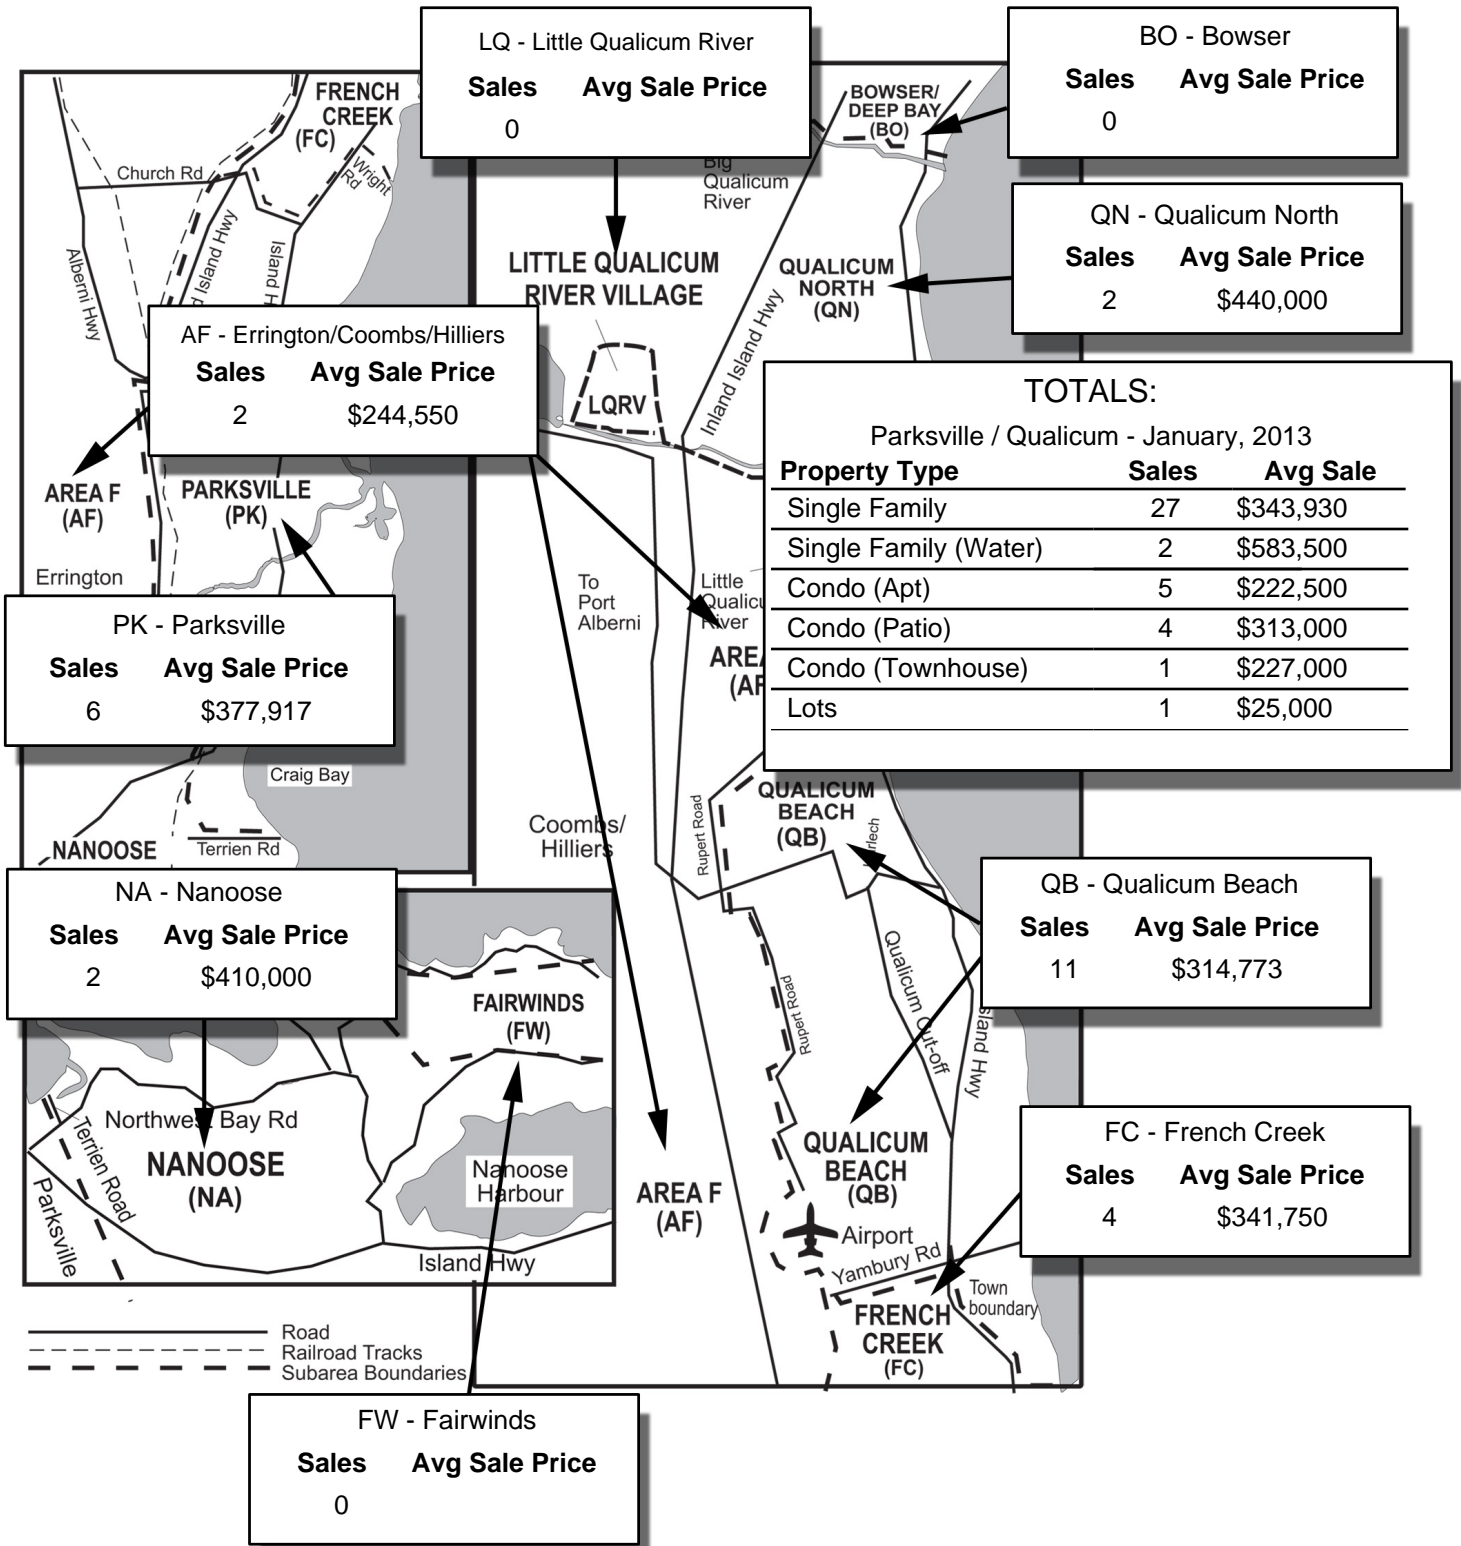 LQ - Little Qualicum River
Sales Avg Sale Price
0
BO - Bowser
Sales Avg Sale Price
0
FRENCH
CREEK
(FC)
Church Rd
Wright
Rd
Alberni Hwy
d Island Hwy
Island H
BOWSER/
DEEP BAY
(BO)
Big
Qualicum
River
QN - Qualicum North
Sales Avg Sale Price
2 $440,000
LITTLE QUALICUM
RIVER VILLAGE
QUALICUM
NORTH
(QN)
Inland Island Hwy
LQRV
AF - Errington/Coombs/Hilliers
Sales Avg Sale Price
2 $244,550
TOTALS:
Parksville / Qualicum - January, 2013
Property Type Sales Avg Sale
Single Family 27 $343,930
Single Family (Water) 2 $583,500
Condo (Apt) 5 $222,500
Condo (Patio) 4 $313,000
Condo (Townhouse) 1 $227,000
Lots 1 $25,000
AREA F
(AF)
PARKSVILLE
(PK)
Errington
To
Port
Alberni
Little
Qualicu
River
AREA
(AF
PK - Parksville
Sales Avg Sale Price
6 $377,917
Craig Bay
Terrien Rd
NANOOSE
Coombs/
Hilliers
Rupert Road
QUALICUM
BEACH
(QB)
NA - Nanoose
Sales Avg Sale Price
2 $410,000
QB - Qualicum Beach
Sales Avg Sale Price
11 $314,773
Qualicum Cut-off
sland Hwy
Rupert Road
FAIRWINDS
(FW)
Northwest Bay Rd
Terrien Road
Parksville
NANOOSE
(NA)
Nanoose
Harbour
Island Hwy
AREA F
(AF)
QUALICUM
BEACH
(QB)
Airport
Yambury Rd
FC - French Creek
Sales Avg Sale Price
4 $341,750
Town
boundary
FRENCH
CREEK
(FC)
Road
Railroad Tracks
Subarea Boundaries
FW - Fairwinds
Sales Avg Sale Price
0